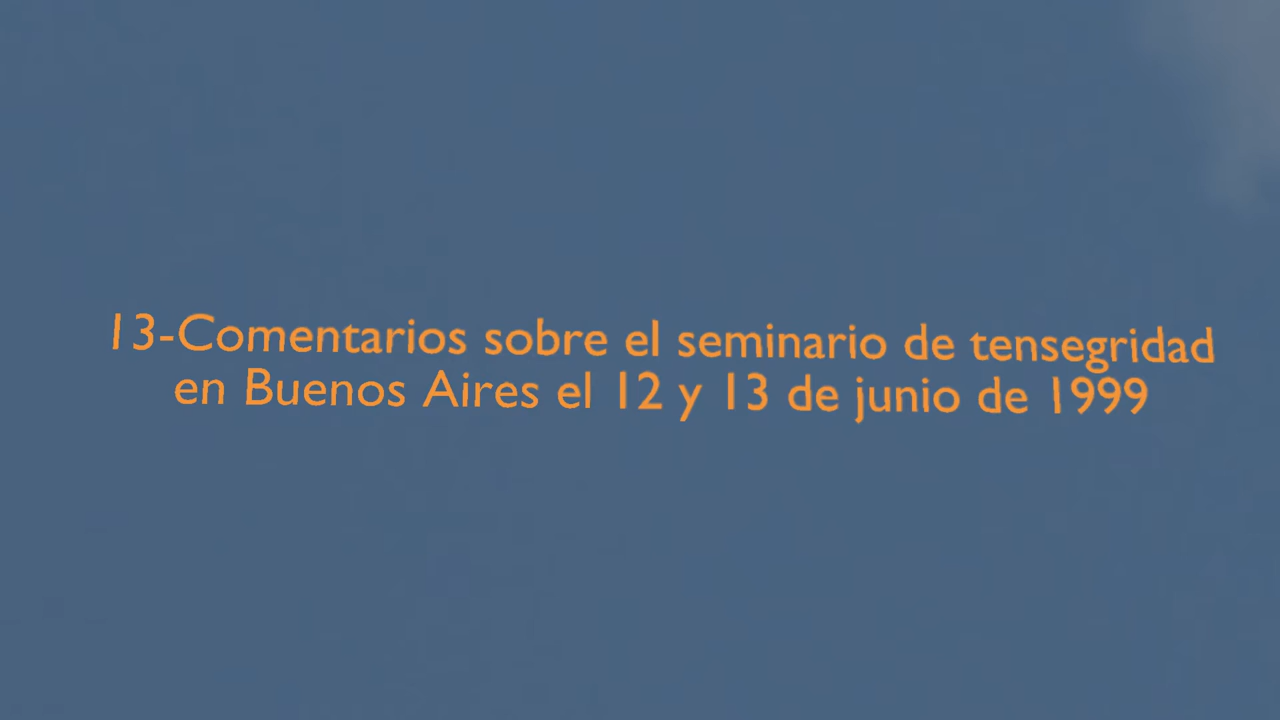 13-Comentarios sobre el seminario de tensegridad
en Buenos Aires el 12 y 13 de junio de 1999